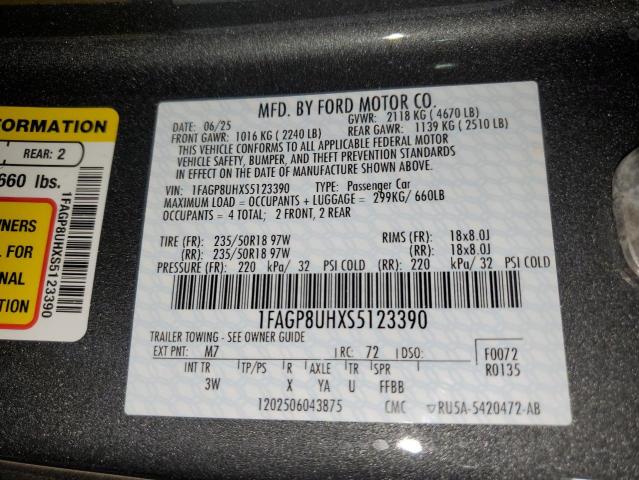 FORMATION
REAR: 2
660 lbs.
WNERS
AL FOR
ONAL
TION
1FAGP8UHXS5123390
MFD. BY FORD MOTOR CO.
DATE: 06/25 GVWR: 2118 KG ( 4670 LB)
FRONT GAWR: 1016 KG ( 2240 LB) REAR GAWR: 1139 KG ( 2510 LB)
THIS VEHICLE CONFORMS TO ALL APPLICABLE FEDERAL MOTOR
VEHICLE SAFETY, BUMPER, AND THEFT PREVENTION STANDARDS
IN EFFECT ON THE DATE OF MANUFACTURE SHOWN ABOVE.
VIN: 1FAGP8UHXS5123390 TYPE: Passenger Car
MAXIMUM LOAD = OCCUPANTS + LUGGAGE = 299KG/ 660LB
OCCUPANTS = 4 TOTAL; 2 FRONT, 2 REAR
TIRE (FR): 235/50R18 97W RIMS (FR): 18x8.0J
(RR): 235/50R18 97W (RR): 18x8.0J
PRESSURE (FR): 220 kPa/ 32 PSI COLD (RR): 220 kPa/ 32 PSI COLD
1FAGP8UHXS5123390
TRAILER TOWING - SEE OWNER GUIDE
EXT PNT: M7 RC: 72 DSO: F0072
INT TR TP/PS R AXLE TR SPR R0135
3W X YA U FFBB
1202506043875 CMC RU5A-5420472-AB